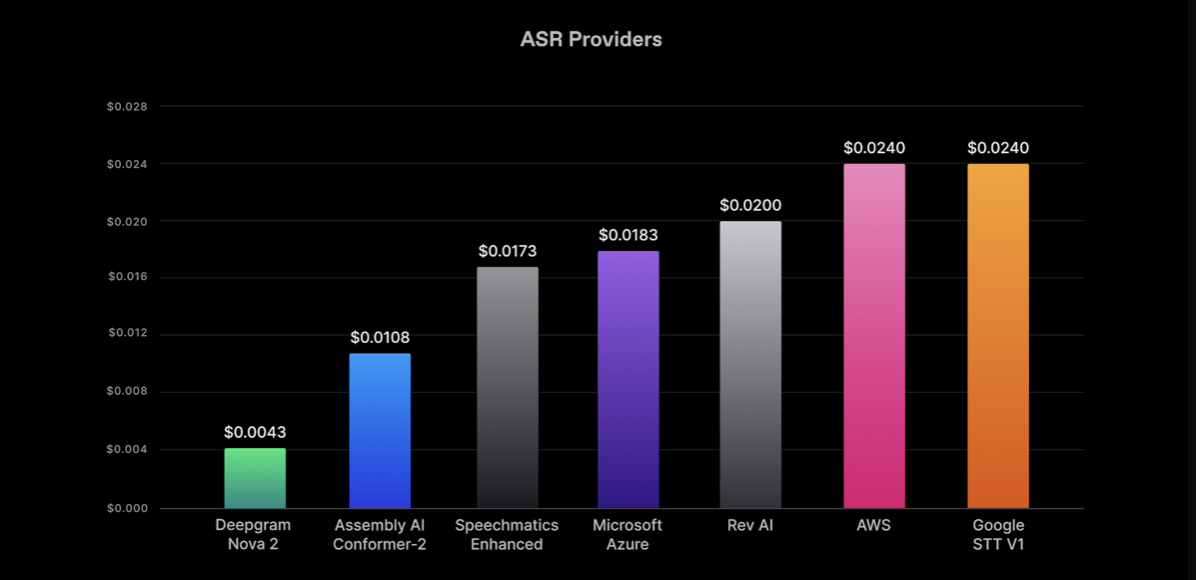 ASR Providers
$0.028
$0.024
$0.020
$0.016
$0.012
$0.008
$0.004
$0.000
$0.0043
$0.0108
$0.0173
$0.0183
$0.0200
$0.0240
$0.0240
Deepgram
Nova 2
Assembly AI
Conformer-2
Speechmatics
Enhanced
Microsoft
Azure
Rev AI
AWS
Google
STT V1